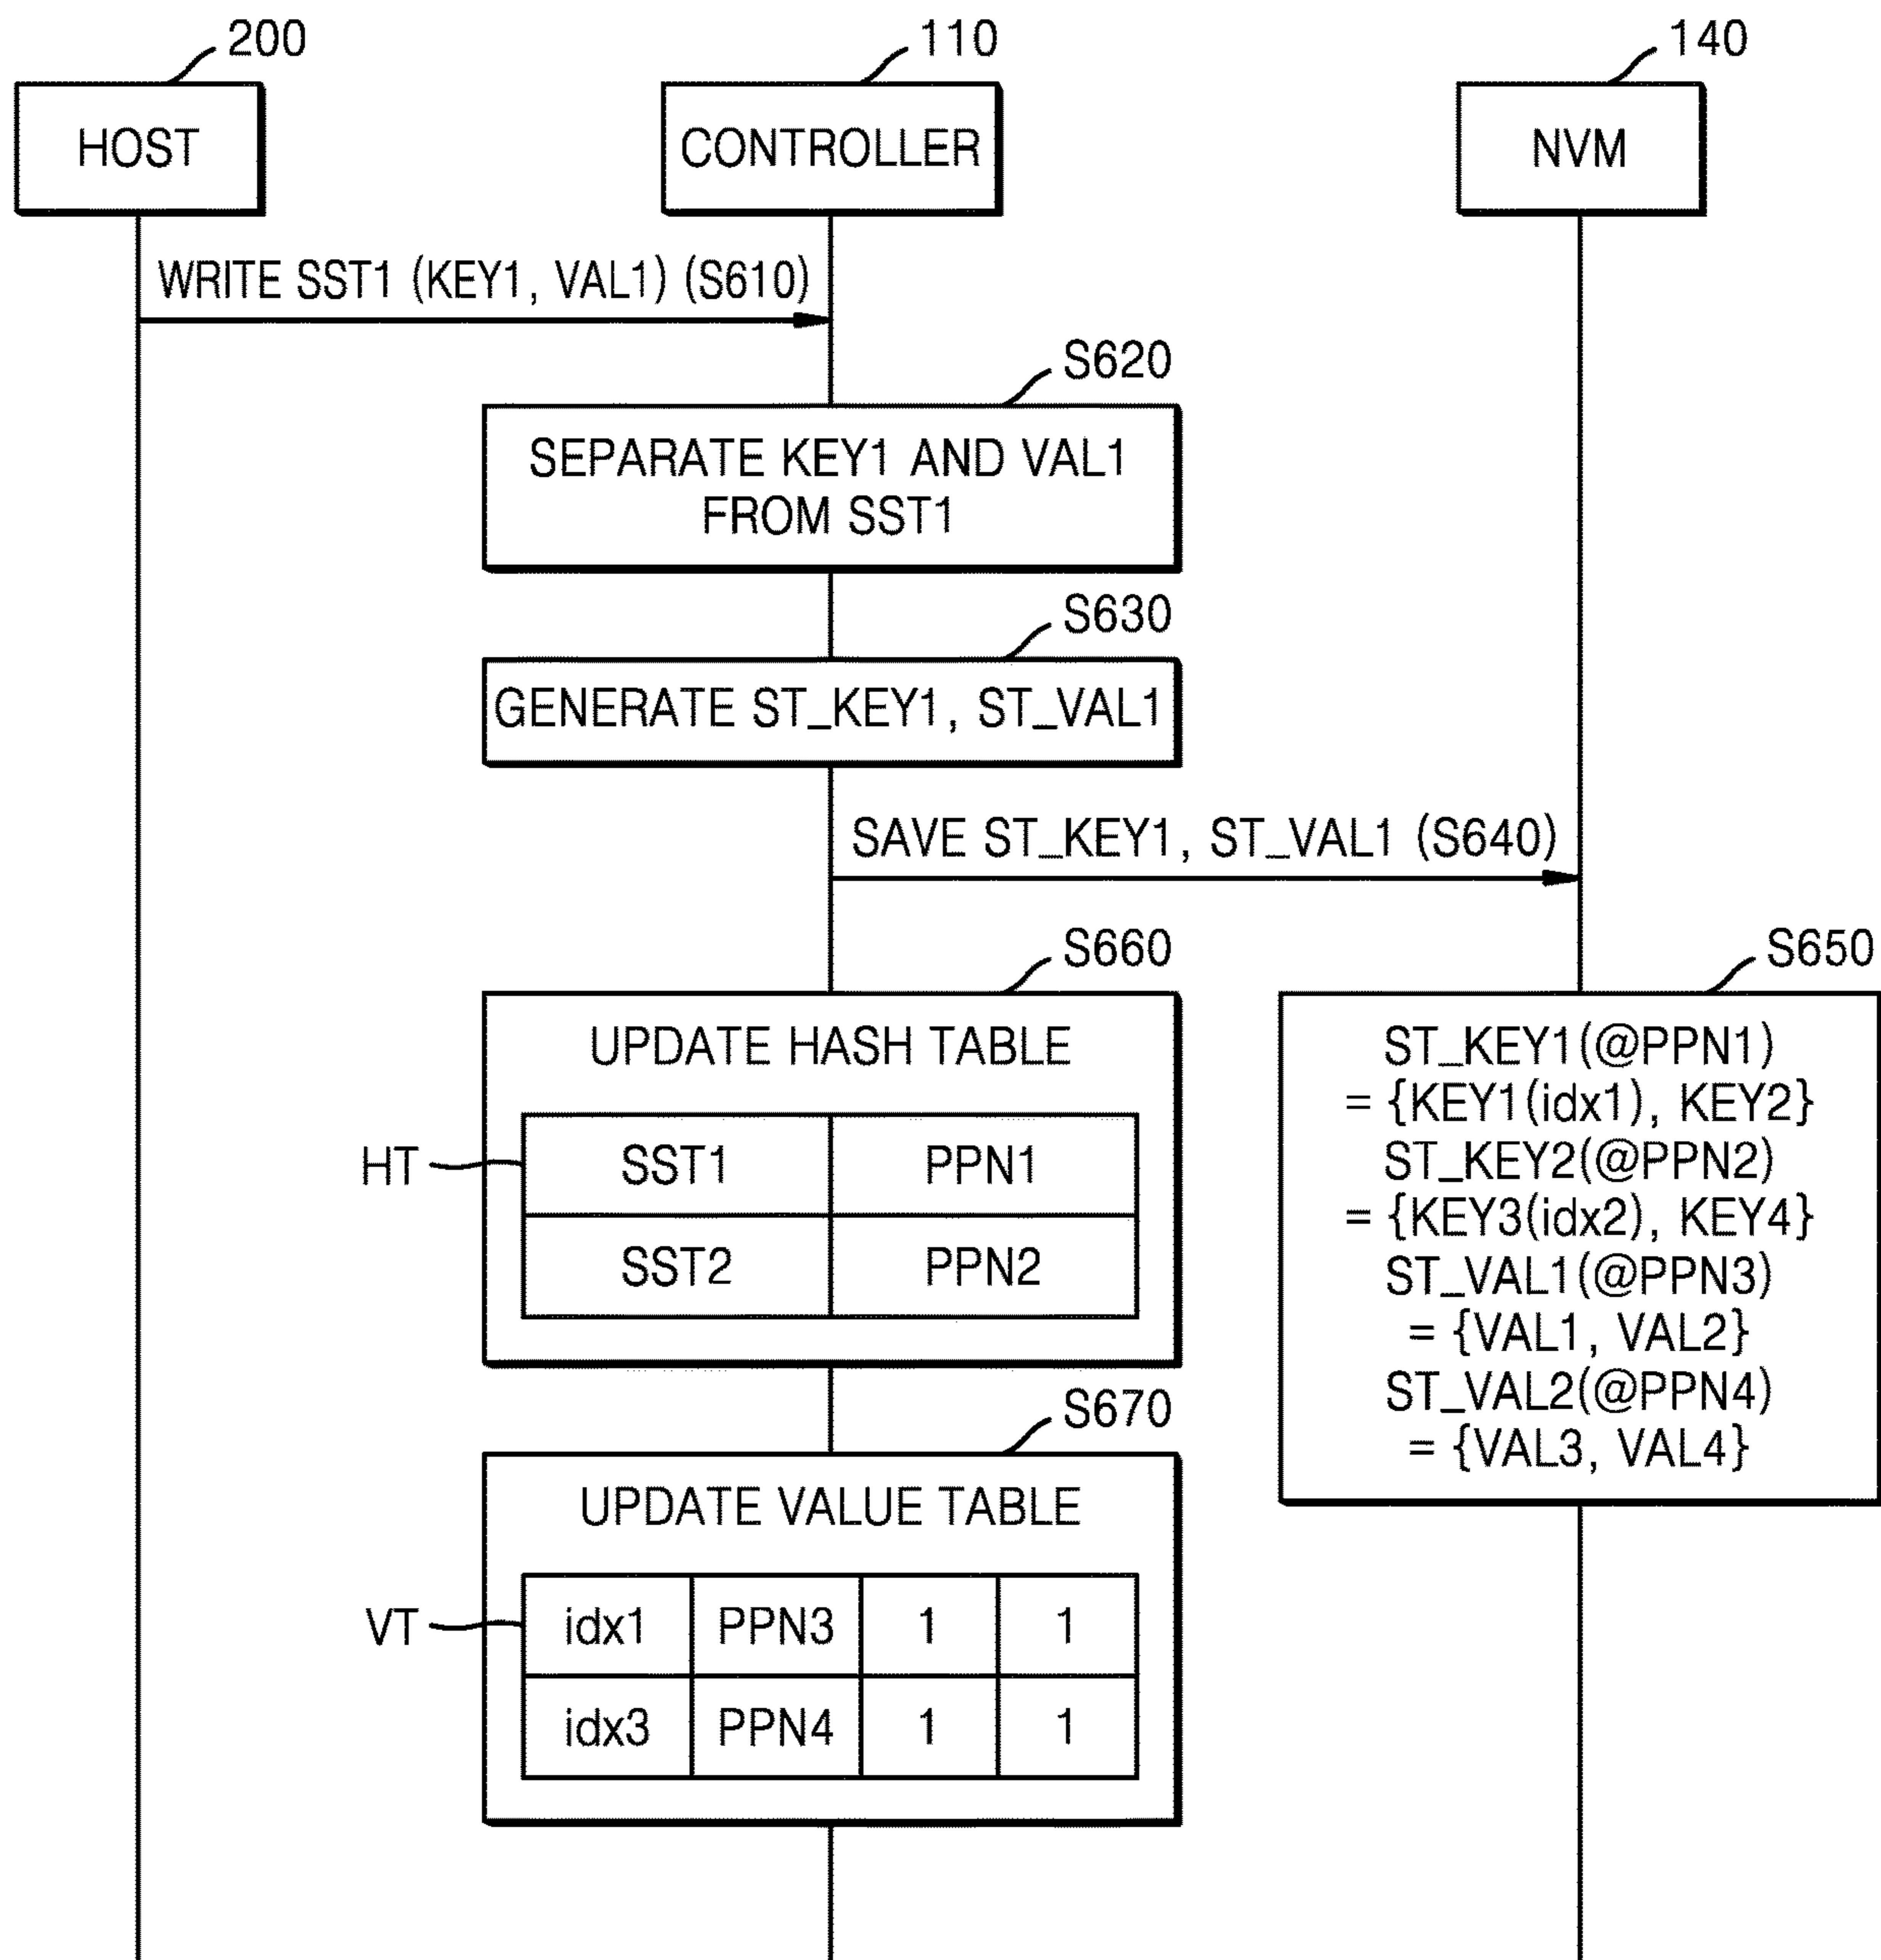 200
110
140
HOST
CONTROLLER
NVM
WRITE SST1 (KEY1, VAL1) (S610)
S620
SEPARATE KEY1 AND VAL1
FROM SST1
S630
GENERATE ST_KEY1, ST_VAL1
SAVE ST_KEY1, ST_VAL1 (S640)
S660
UPDATE HASH TABLE
HT
SST1 PPN1
SST2 PPN2
S650
ST_KEY1(@PPN1)
= {KEY1(idx1), KEY2}
ST_KEY2(@PPN2)
= {KEY3(idx2), KEY4}
ST_VAL1(@PPN3)
= {VAL1, VAL2}
ST_VAL2(@PPN4)
= {VAL3, VAL4}
S670
UPDATE VALUE TABLE
VT
idx1 PPN3 1 1
idx3 PPN4 1 1